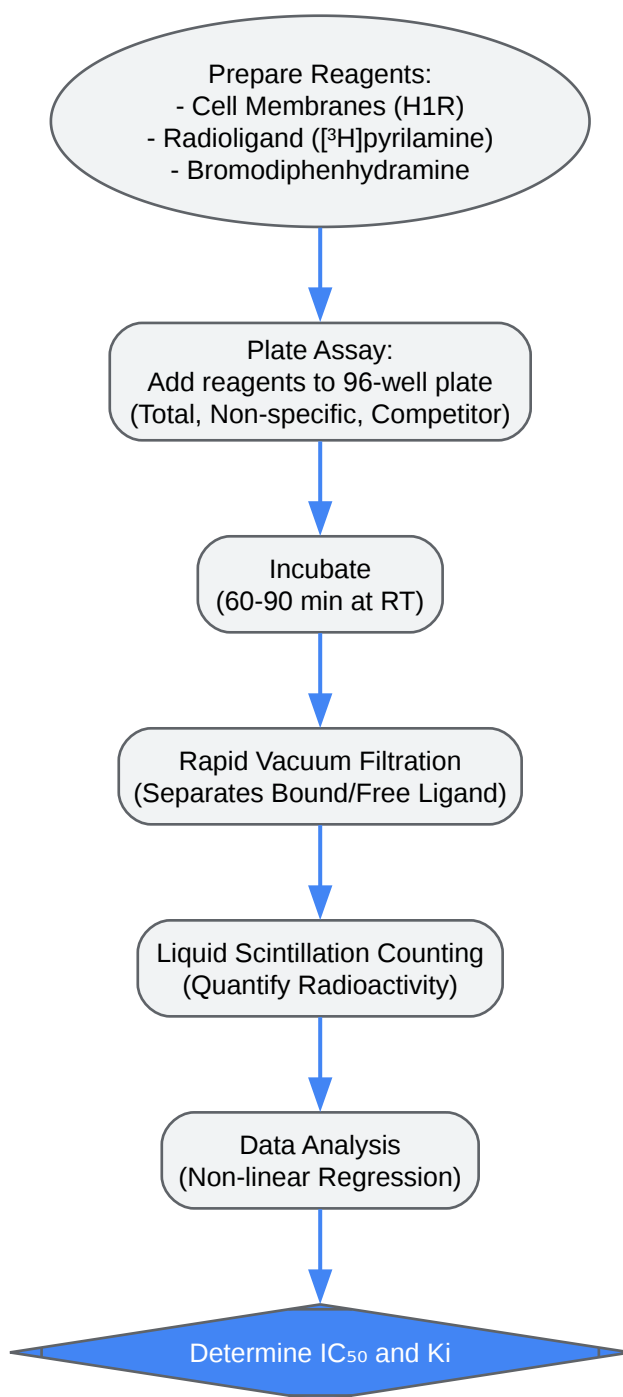 Prepare Reagents:
- Cell Membranes (H1R)
- Radioligand ([³H]pyrilamine)
- Bromodiphenhydramine
Plate Assay:
Add reagents to 96-well plate
(Total, Non-specific, Competitor)
Incubate
(60-90 min at RT)
Rapid Vacuum Filtration
(Separates Bound/Free Ligand)
Liquid Scintillation Counting
(Quantify Radioactivity)
Data Analysis
(Non-linear Regression)
Determine IC₅₀ and Ki